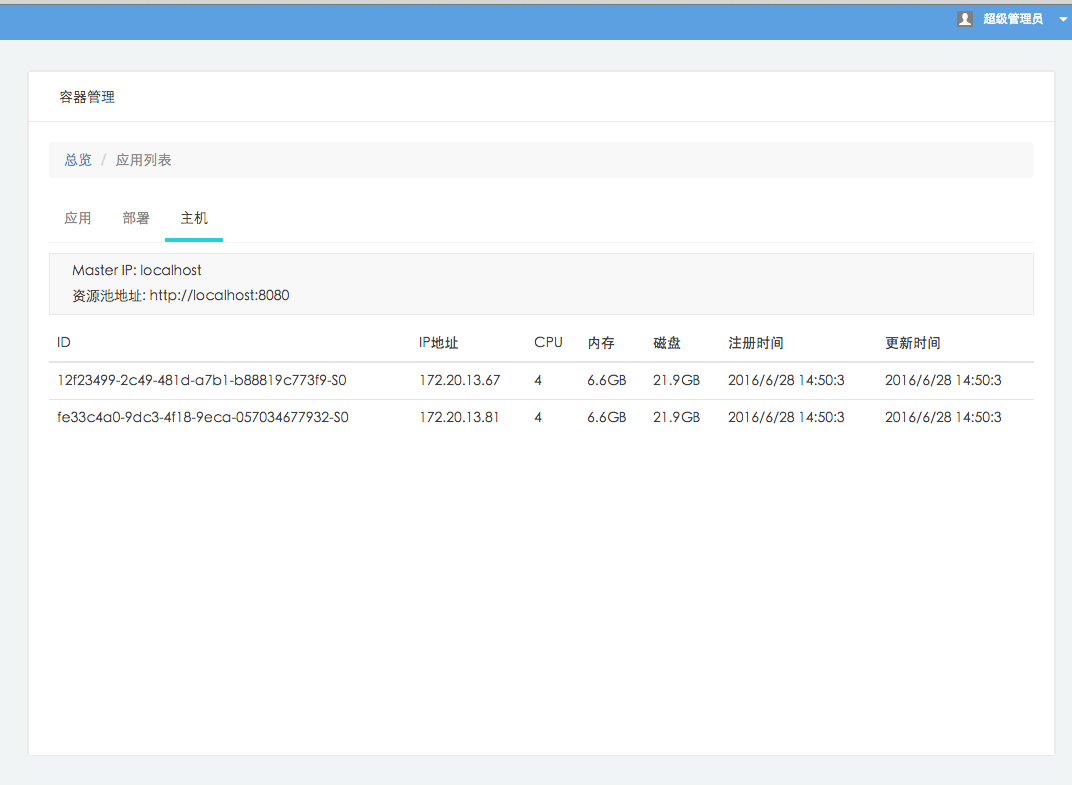 超级管理员
容器管理
总览 / 应用列表
应用 部署 主机
Master IP: localhost
资源池地址: http://localhost:8080
ID IP地址 CPU 内存 磁盘 注册时间 更新时间
12f23499-2c49-481d-a7b1-b88819c773f9-S0 172.20.13.67 4 6.6GB 21.9GB 2016/6/28 14:50:3 2016/6/28 14:50:3
fe33c4a0-9dc3-4f18-9eca-057034677932-S0 172.20.13.81 4 6.6GB 21.9GB 2016/6/28 14:50:3 2016/6/28 14:50:3